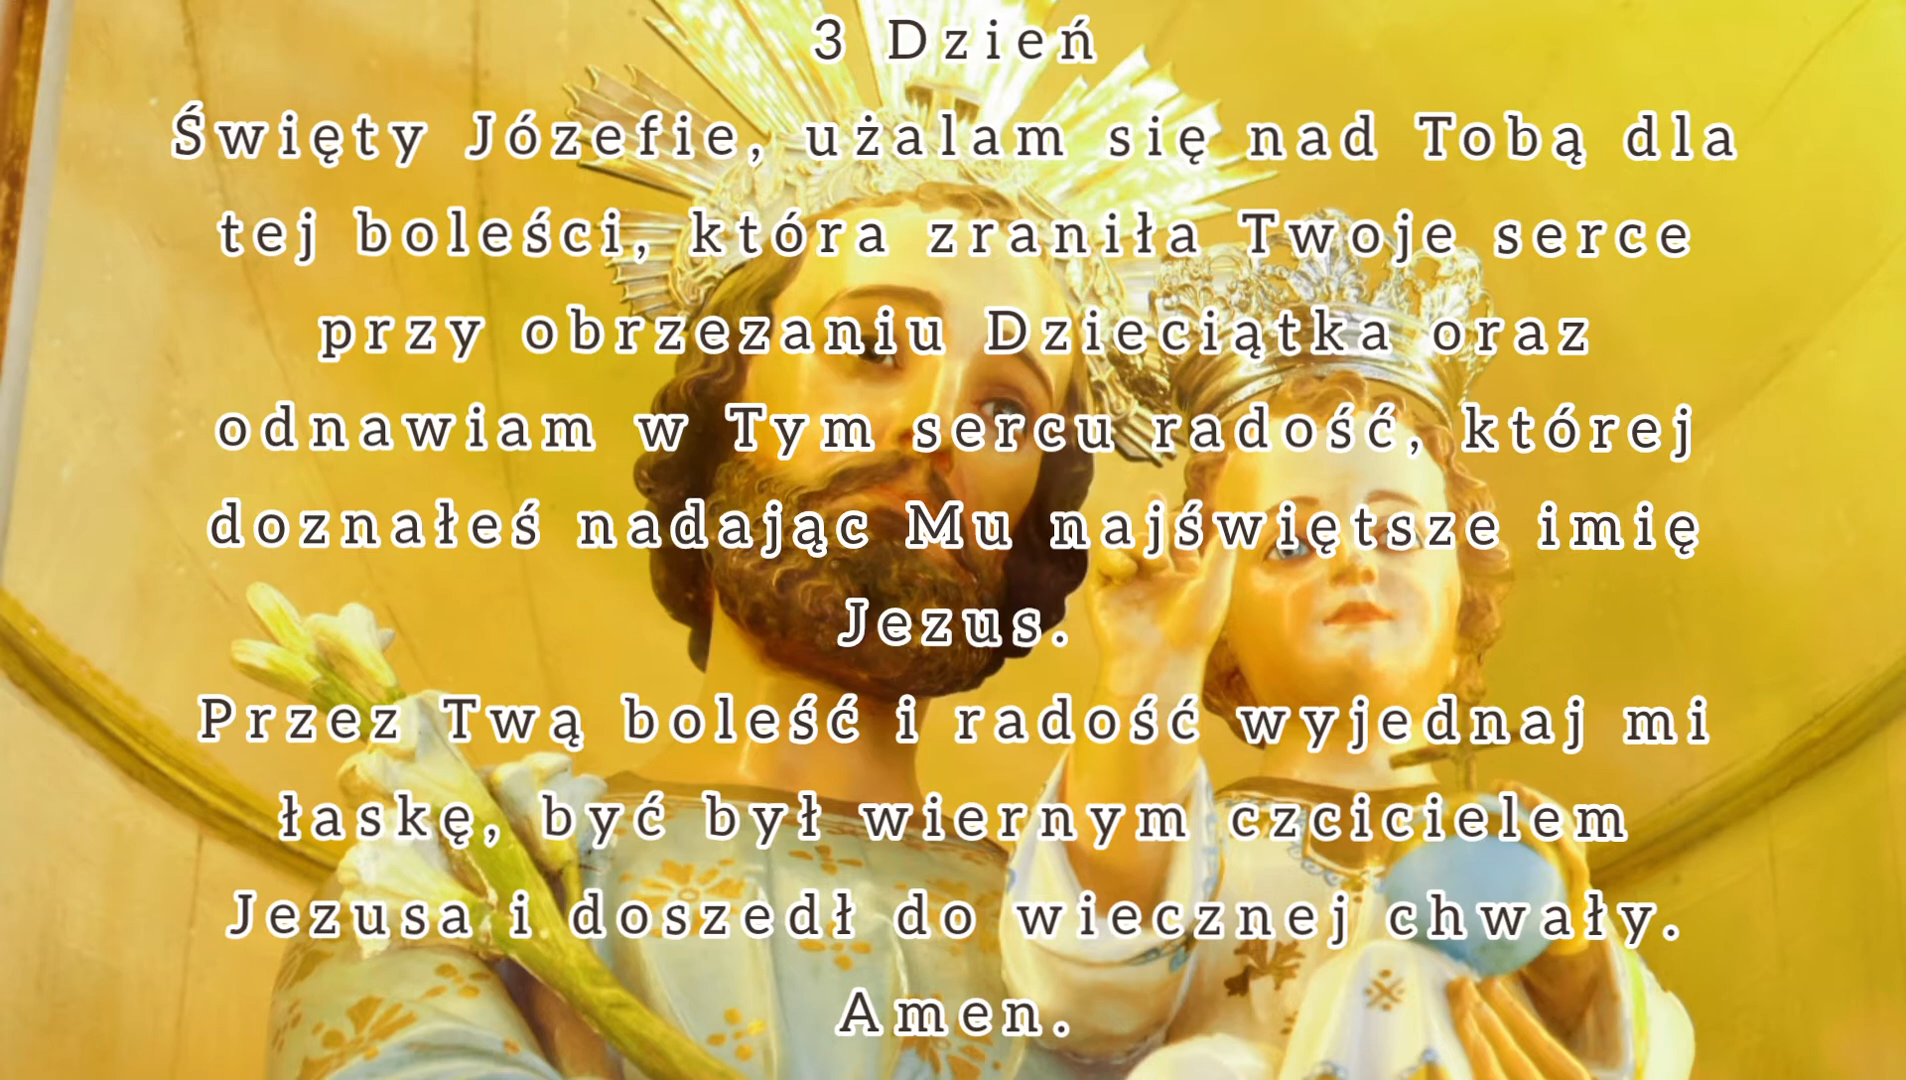 3 Dzień
Święty Józefie, użalam się nad Tobą dla
tej boleści, która zraniła Twoje serce
przy obrzezaniu Dzieciątka oraz
odnawiam w Tym sercu radość, której
doznałeś nadając Mu najświętsze imię
Jezus.
Przez Twą boleść i radość wyjednaj mi
łaskę, być był wiernym czcicielem
Jezusa i doszedł do wiecznej chwały.
Amen.